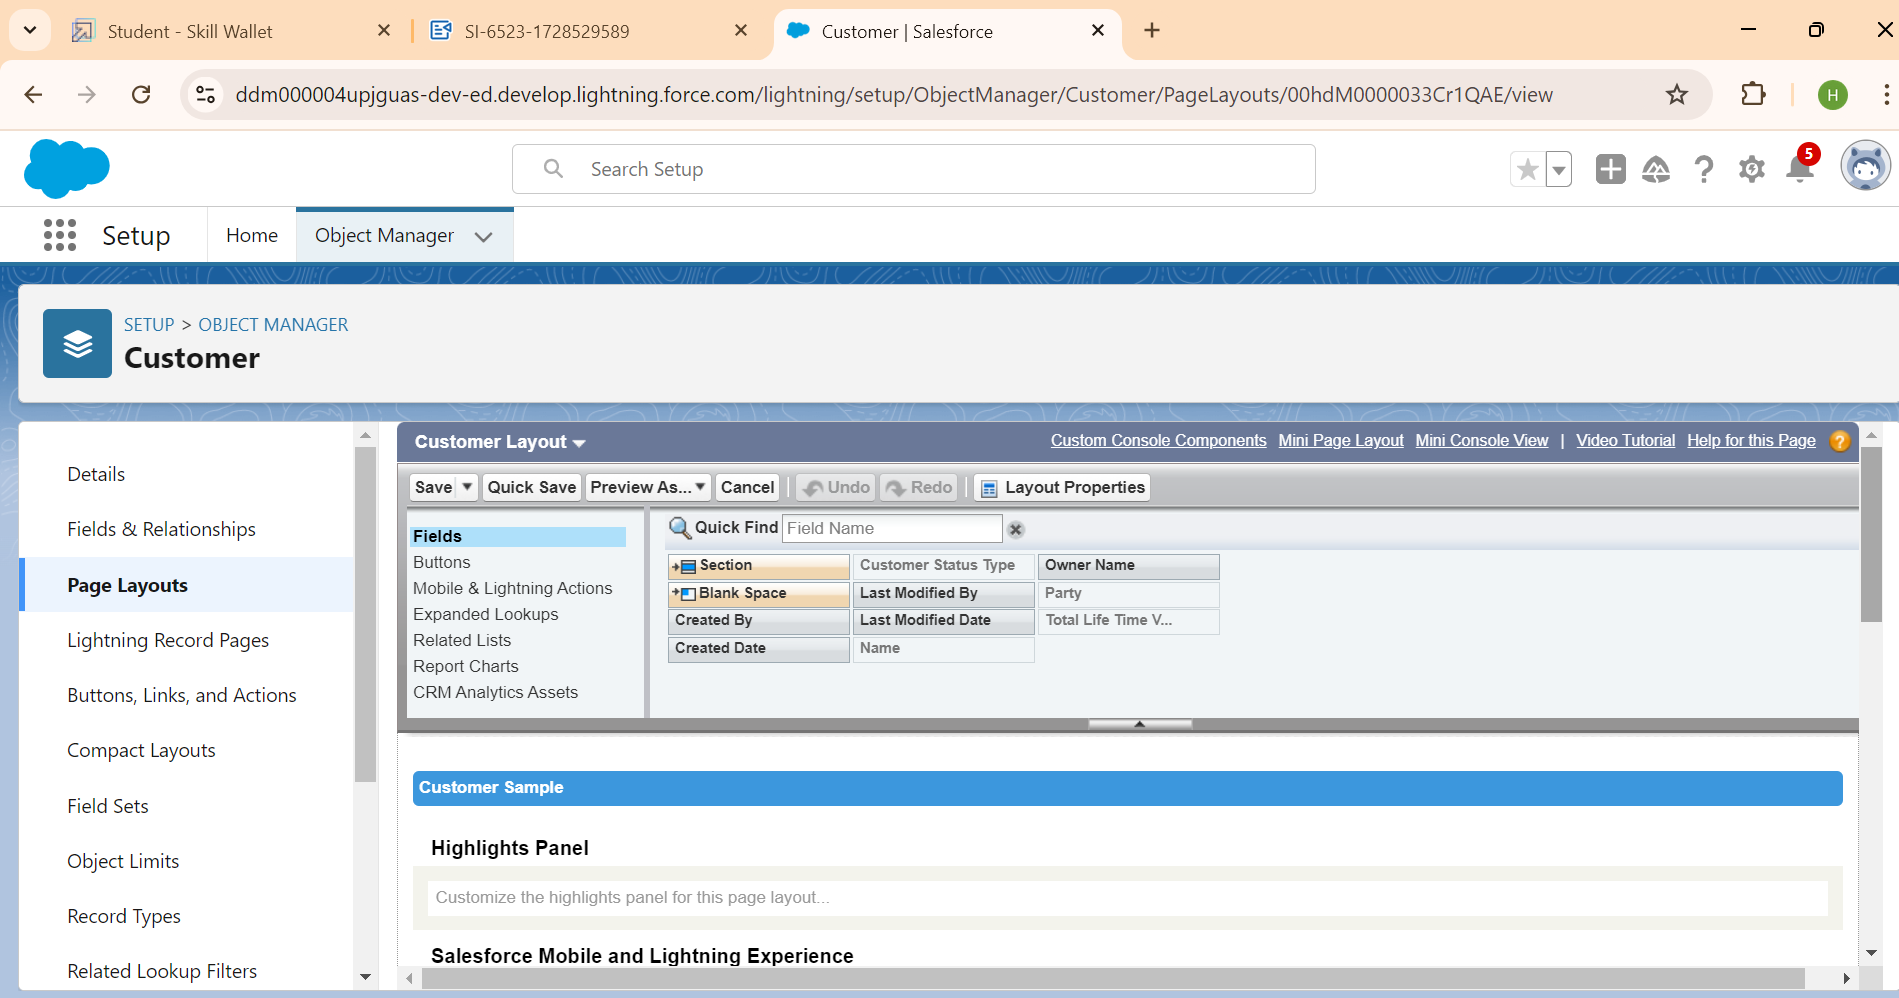 Student - Skill Wallet
SI-6523-1728529589
Customer | Salesforce
ddm000004upjguas-dev-ed.develop.lightning.force.com/lightning/setup/ObjectManager/Customer/PageLayouts/00hdM0000033Cr1QAE/view
H
Search Setup
5
Setup
Home
Object Manager
SETUP > OBJECT MANAGER
Customer
Details
Fields & Relationships
Page Layouts
Lightning Record Pages
Buttons, Links, and Actions
Compact Layouts
Field Sets
Object Limits
Record Types
Related Lookup Filters
Customer Layout
Custom Console Components Mini Page Layout Mini Console View | Video Tutorial Help for this Page ?
Save Quick Save Preview As... Cancel Undo Redo Layout Properties
Fields
Buttons
Mobile & Lightning Actions
Expanded Lookups
Related Lists
Report Charts
CRM Analytics Assets
Quick Find Field Name
Section Customer Status Type Owner Name
Blank Space Last Modified By Party
Created By Last Modified Date Total Life Time V...
Created Date Name
Customer Sample
Highlights Panel
Customize the highlights panel for this page layout...
Salesforce Mobile and Lightning Experience